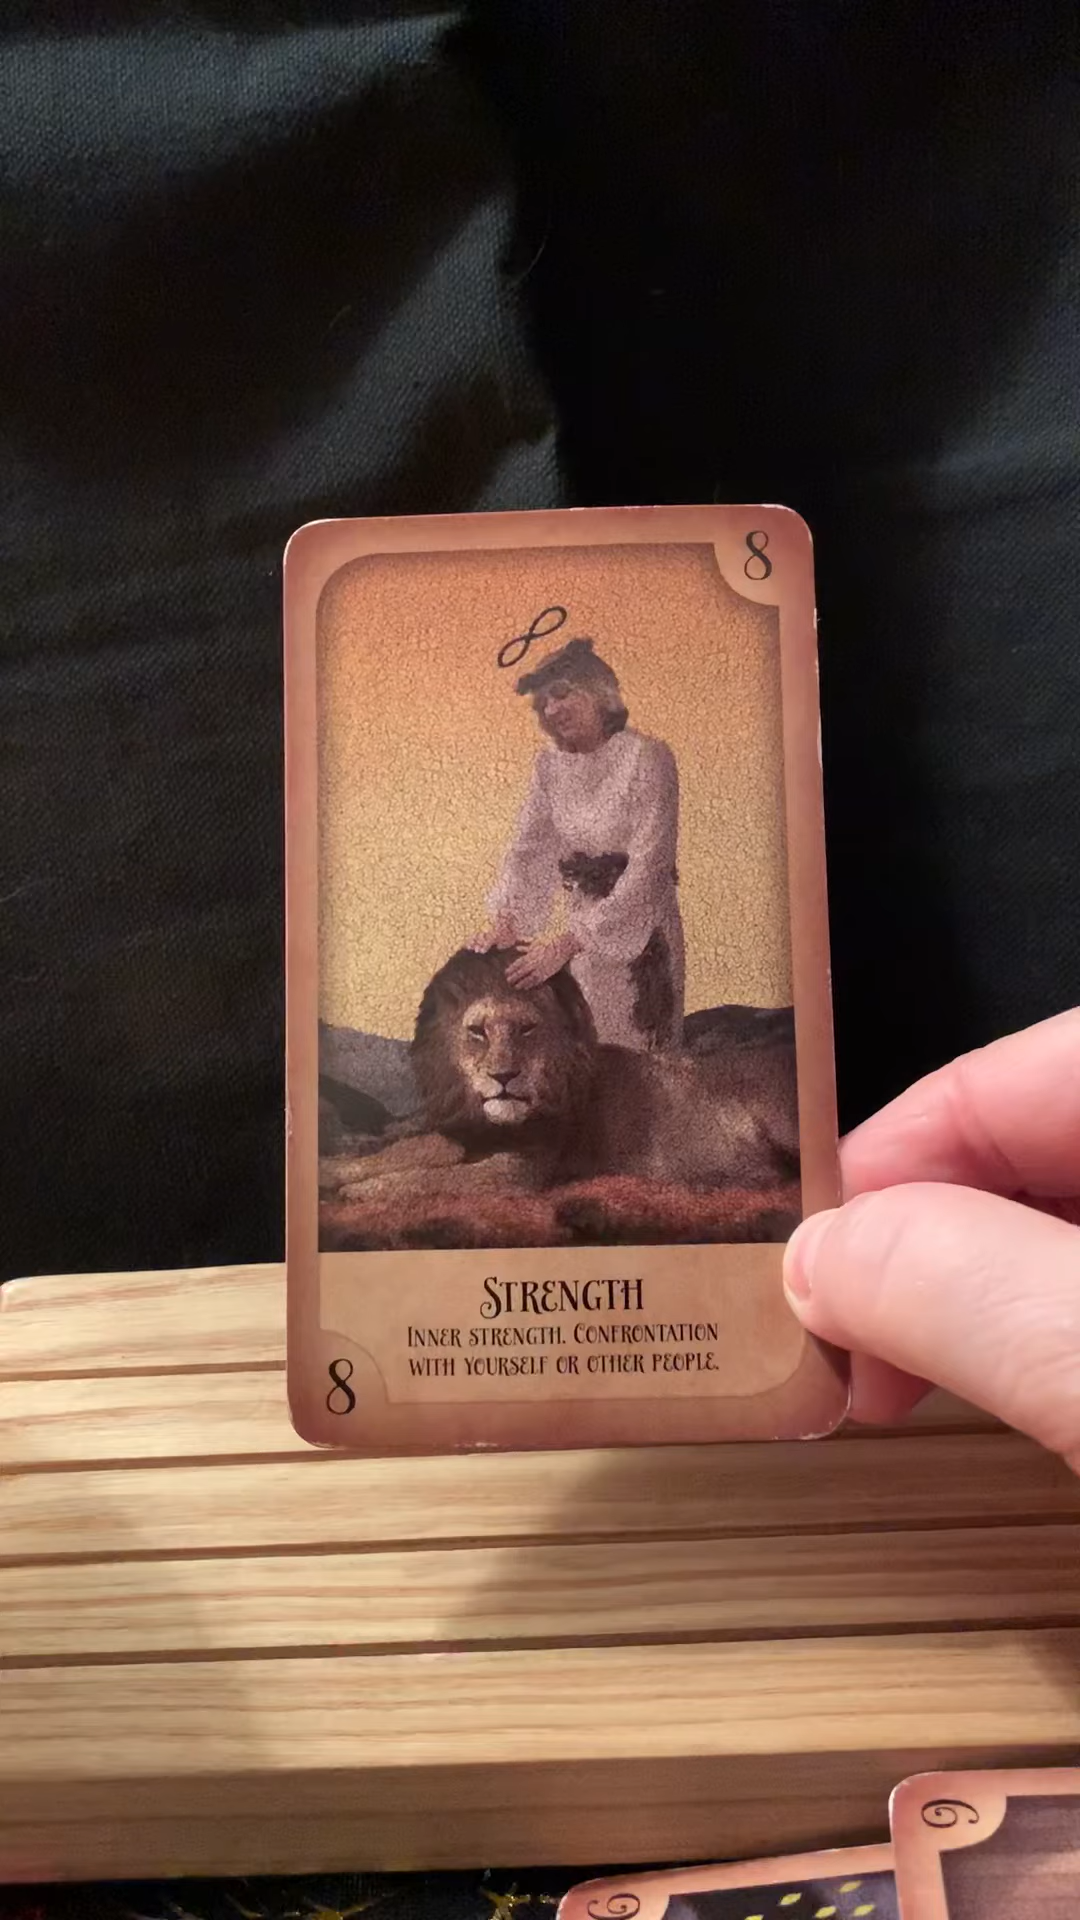 8
STRENGTH
INNER STRENGTH. CONFRONTATION
WITH YOURSELF OR OTHER PEOPLE.
8